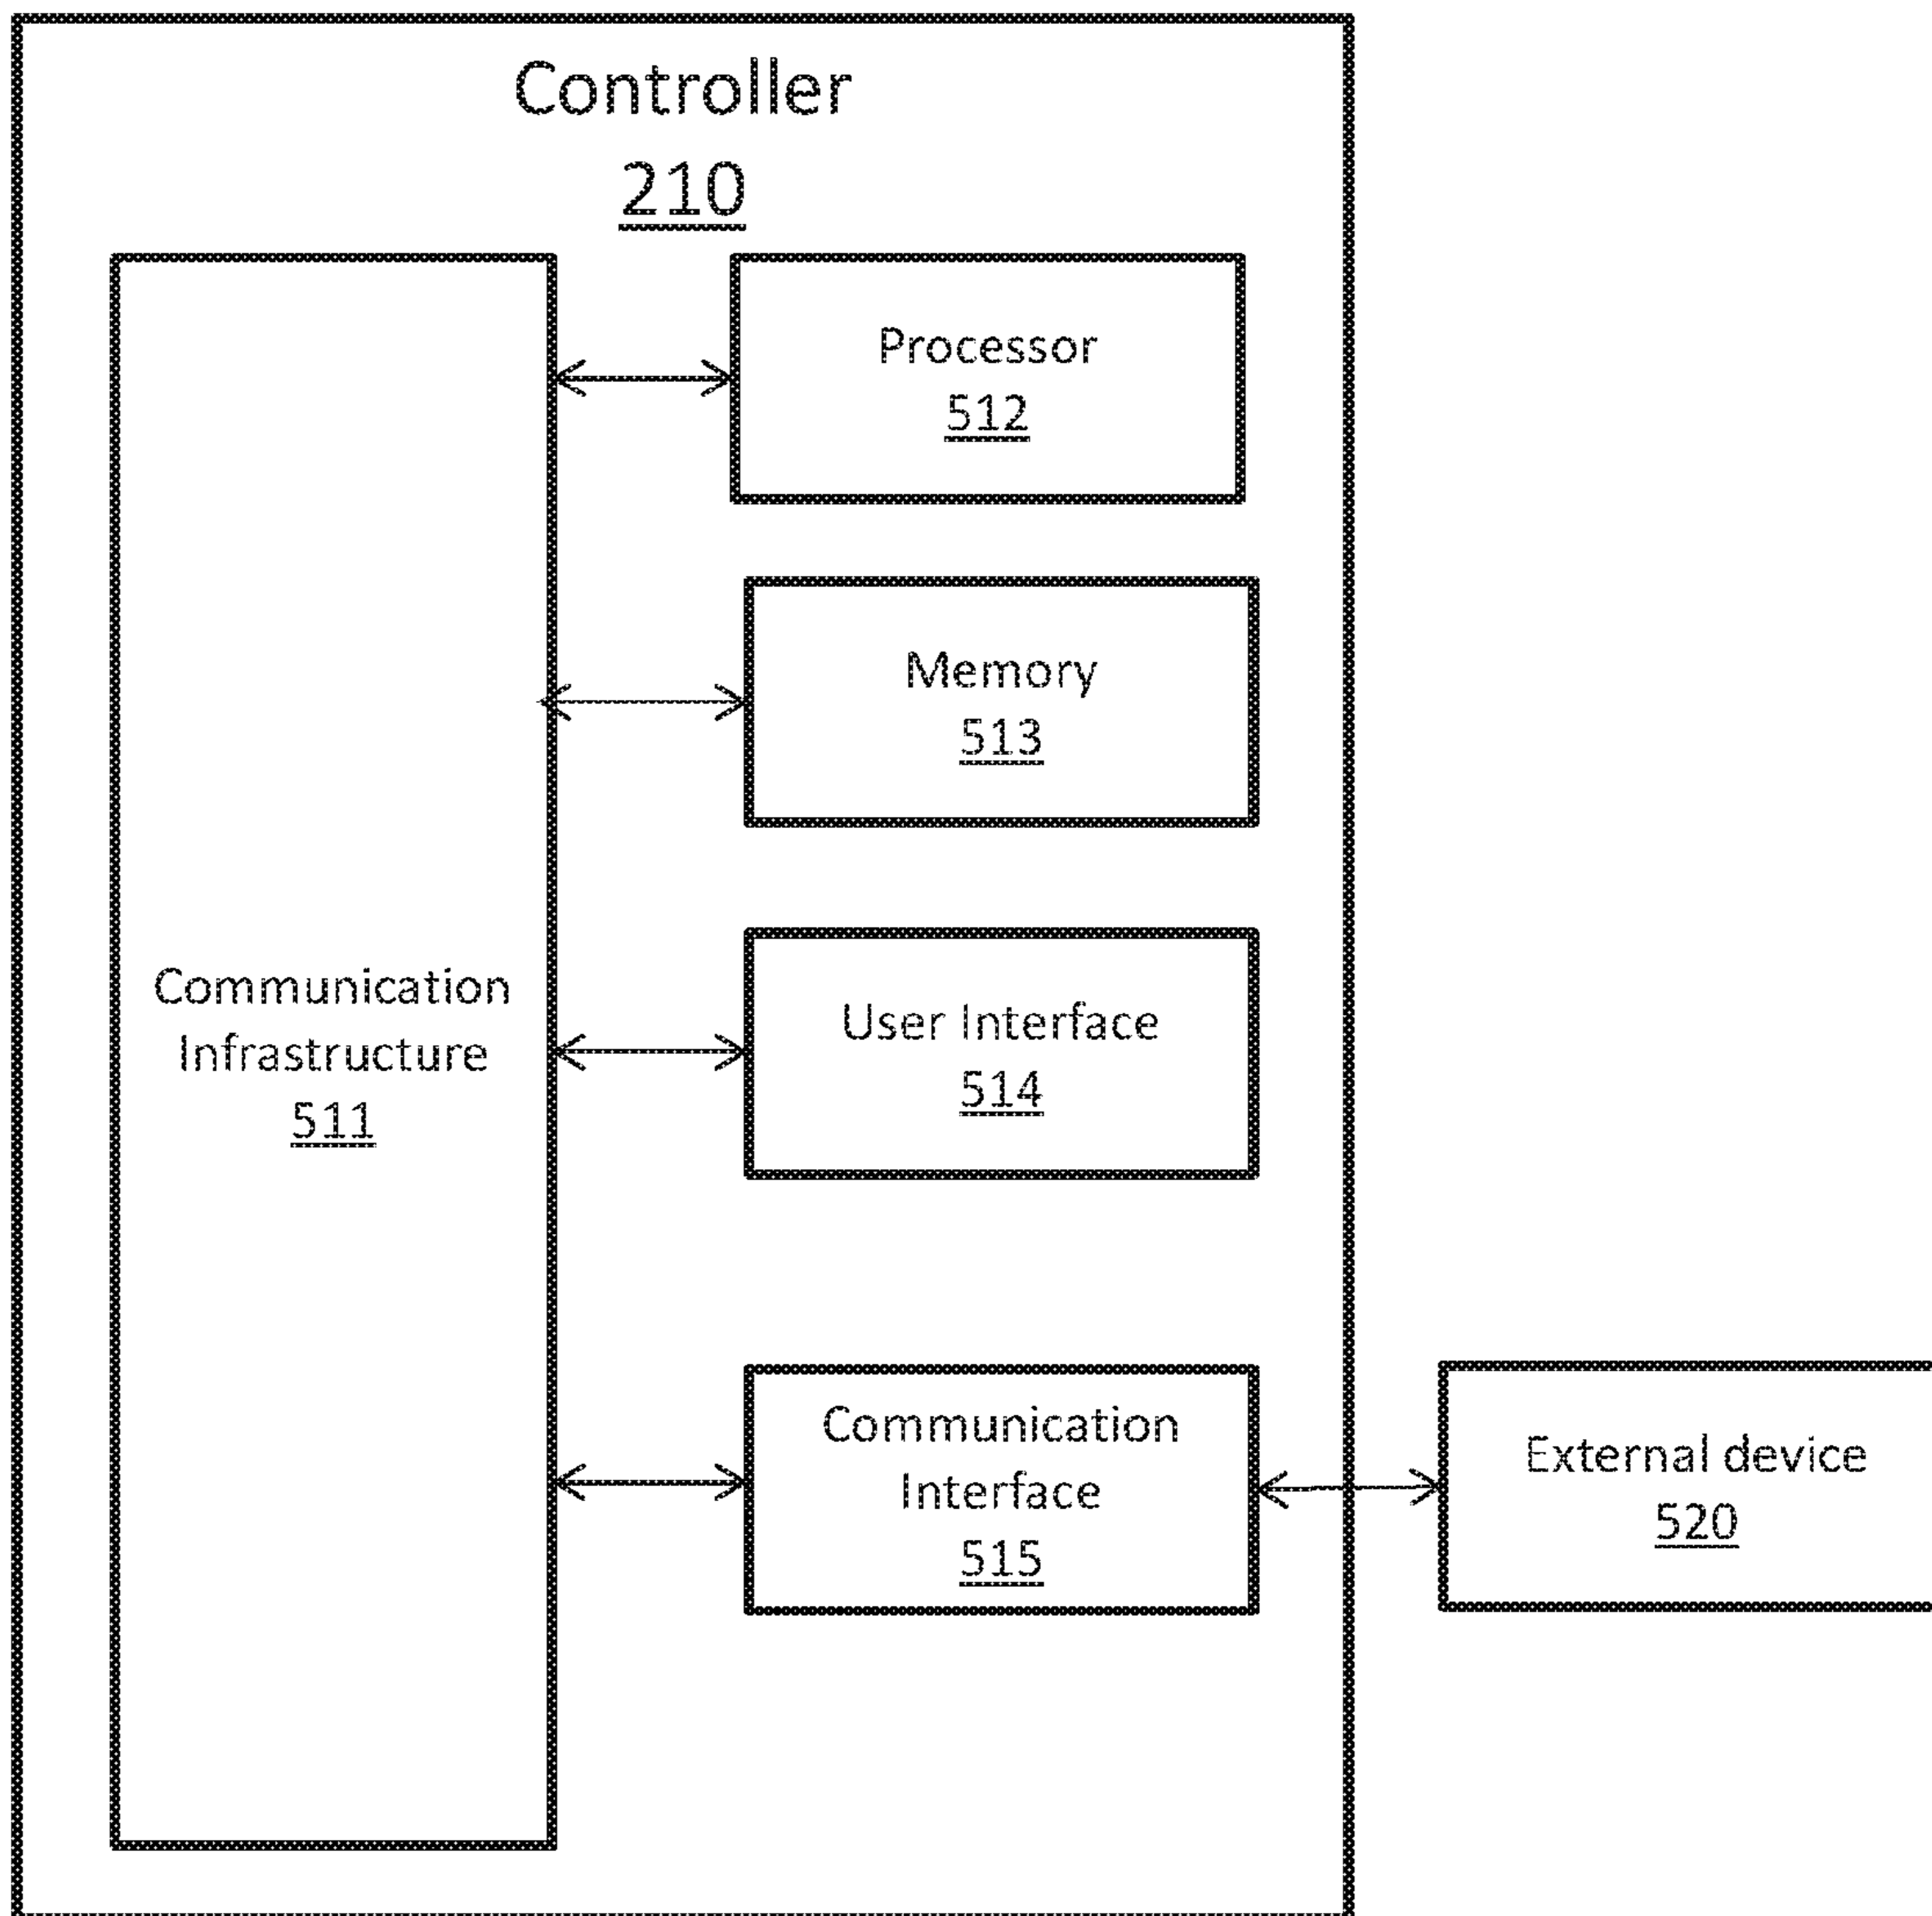 Controller
210
Processor
512
Memory
513
Communication
Infrastructure
511
User Interface
514
Communication
Interface
515
External device
520